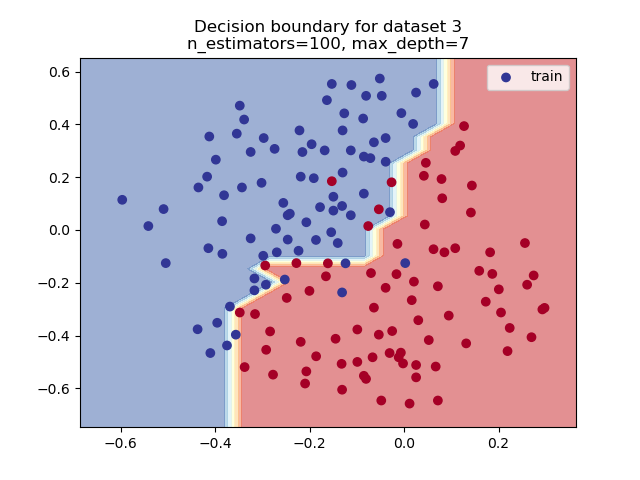 Decision boundary for dataset 3
n_estimators=100, max_depth=7
train
0.6
0.4
0.2
0.0
−0.2
−0.4
−0.6
−0.6 −0.4 −0.2 0.0 0.2